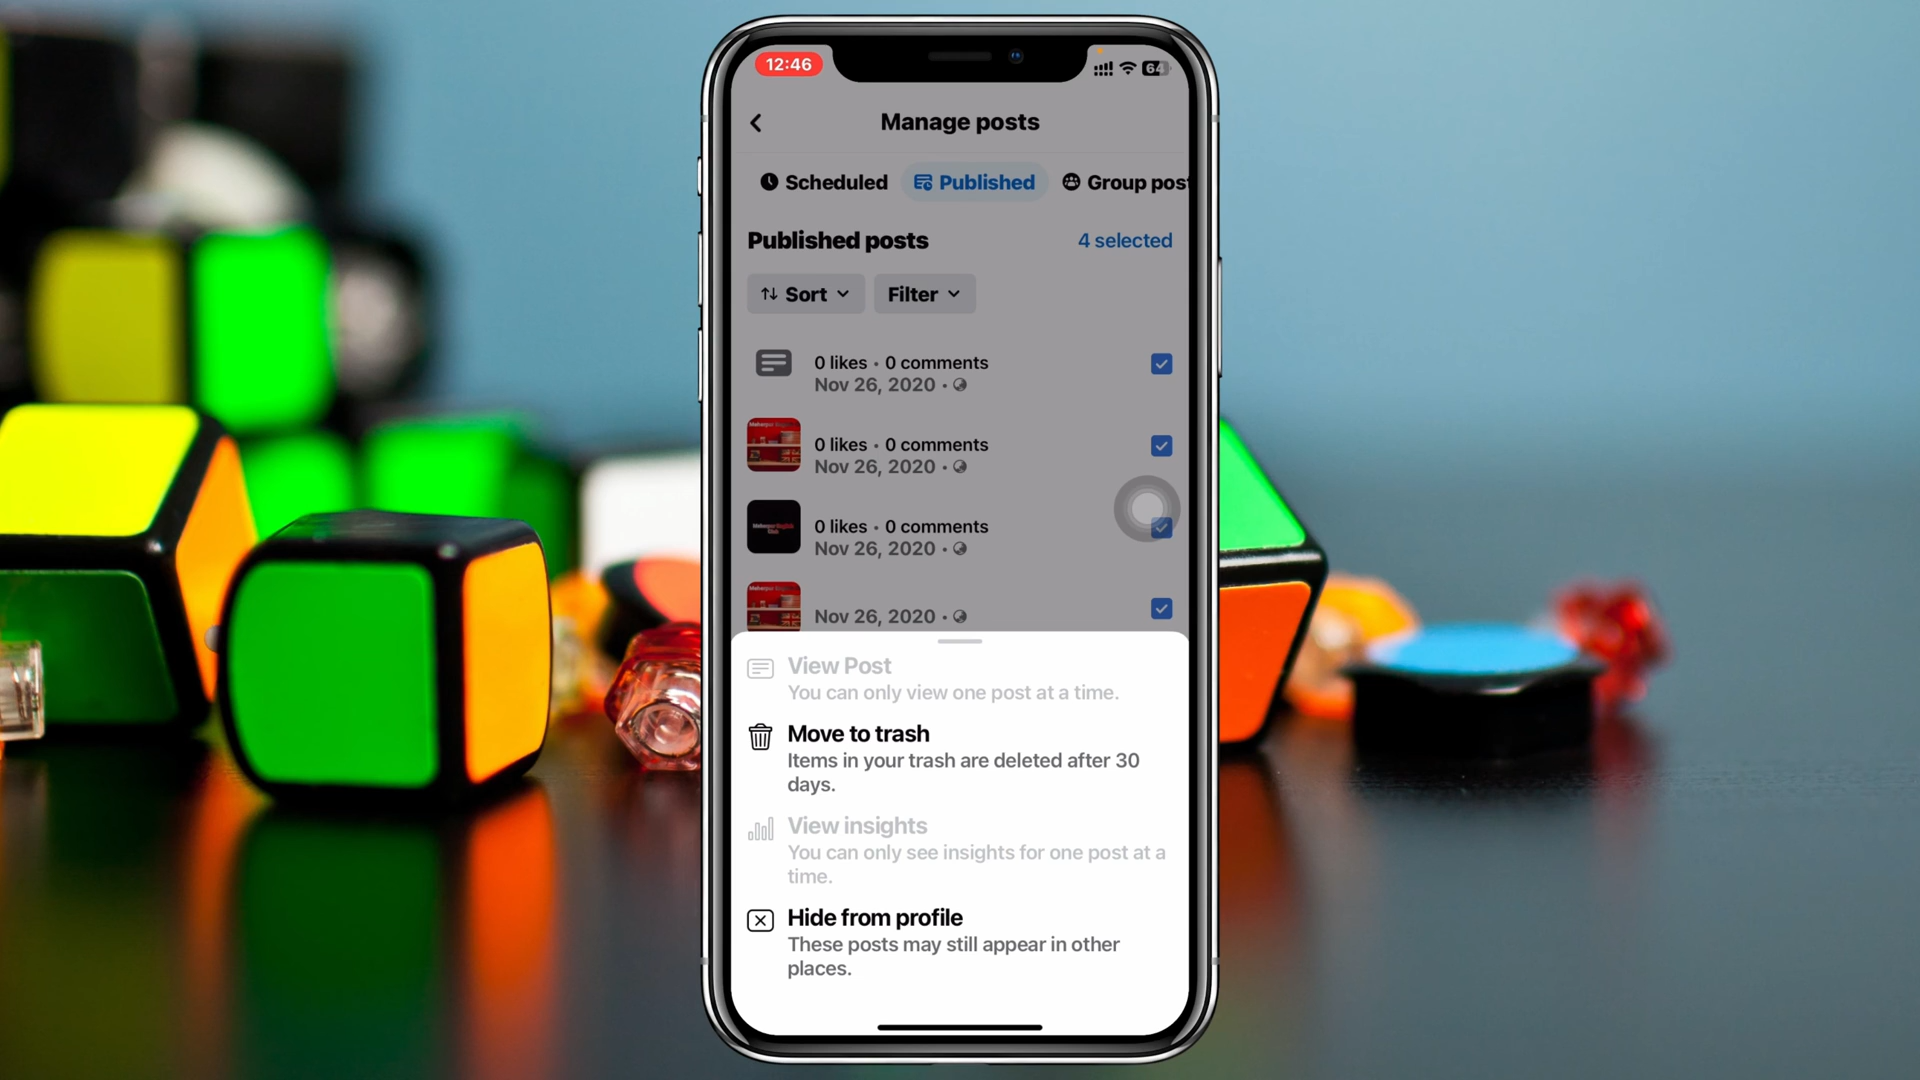 12:46
64
Manage posts
Scheduled
Published
Group post
Published posts
4 selected
Sort
Filter
0 likes • 0 comments
Nov 26, 2020 •
0 likes • 0 comments
Nov 26, 2020 •
0 likes • 0 comments
Nov 26, 2020 •
Nov 26, 2020 •
View Post
You can only view one post at a time.
Move to trash
Items in your trash are deleted after 30
days.
View insights
You can only see insights for one post at a
time.
Hide from profile
These posts may still appear in other
places.